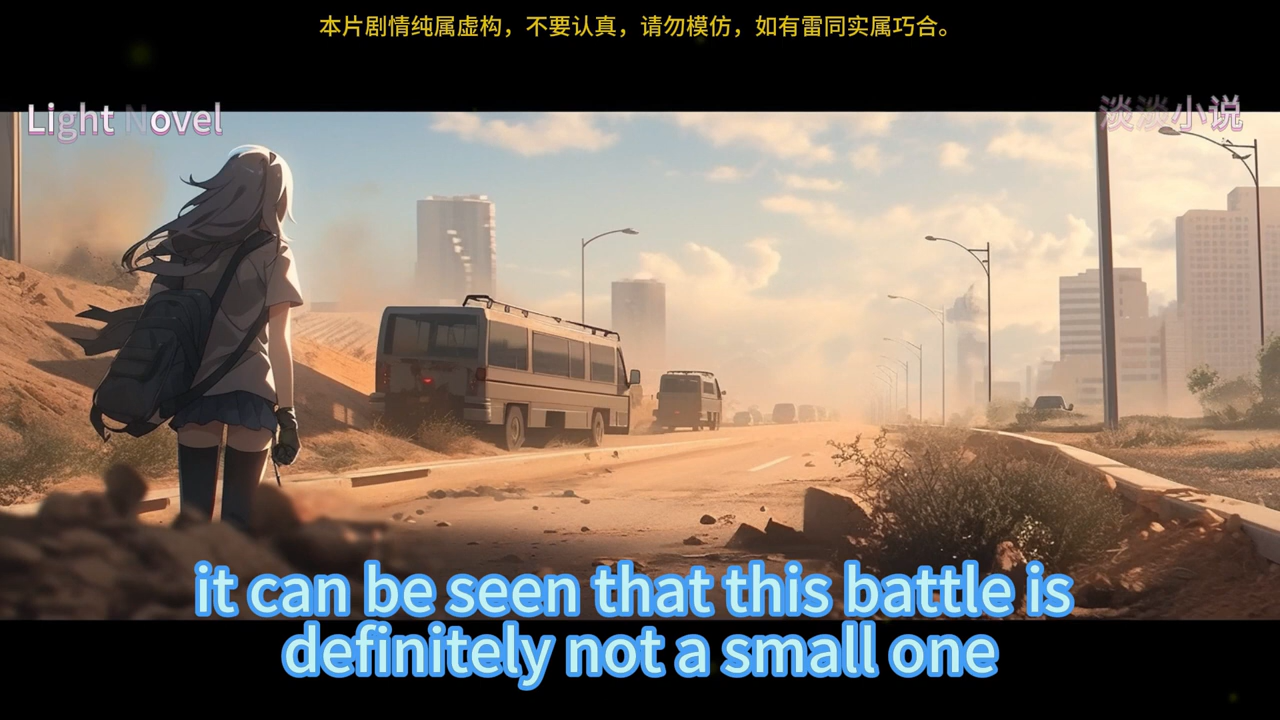 本片剧情纯属虚构，不要认真，请勿模仿，如有雷同实属巧合。
Light Novel
淡淡小说
it can be seen that this battle is
definitely not a small one